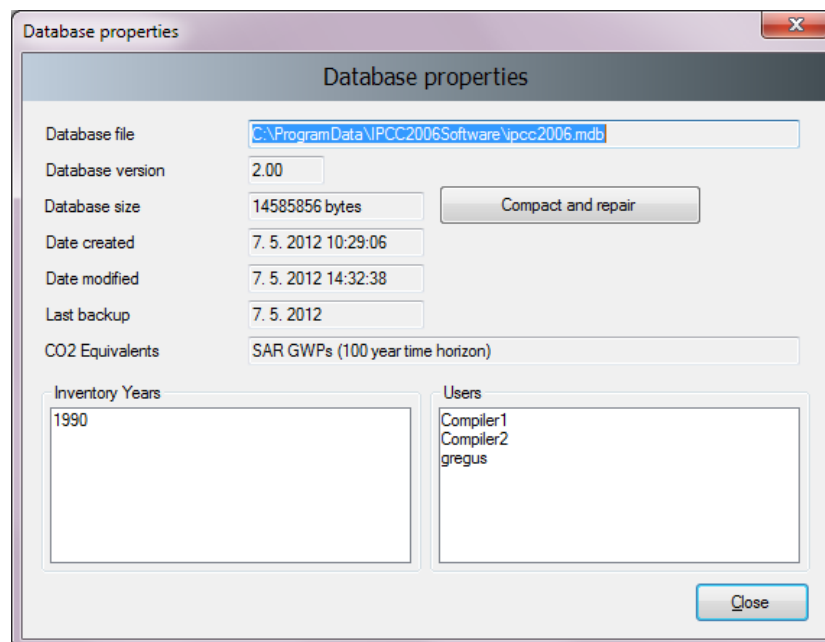 Database properties
Database properties
Database file C:\ProgramData\IPCC2006Software\ipcc2006.mdb
Database version 2.00
Database size 14585856 bytes Compact and repair
Date created 7. 5. 2012 10:29:06
Date modified 7. 5. 2012 14:32:38
Last backup 7. 5. 2012
CO2 Equivalents SAR GWPs (100 year time horizon)
Inventory Years
1990
Users
Compiler1
Compiler2
gregus
Close